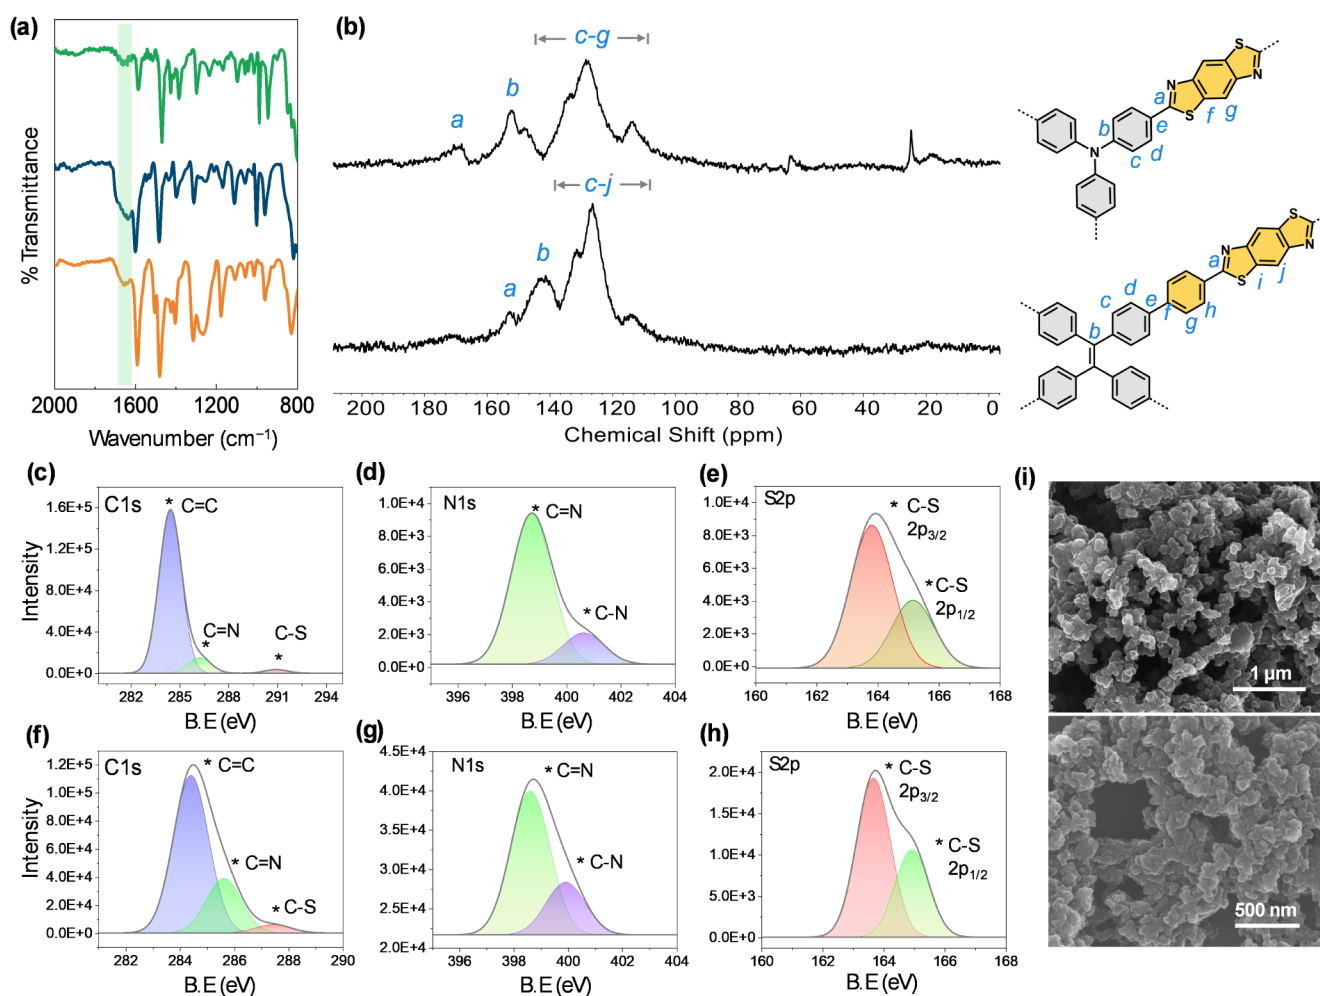 (a)
% Transmittance
2000 1600 1200 800
Wavenumber (cm⁻¹)
(b)
c-g
b
a
c-j
b
a
200 180 160 140 120 100 80 60 40 20 0
Chemical Shift (ppm)
S
N
N
S
a
b
c
d
e
f
g
N
S
N
N
S
a
b
c
d
e
f
g
h
i
j
(c)
C1s
* C=C
C=N
*
C-S
*
1.6E+5
1.2E+5
8.0E+4
4.0E+4
0.0E+0
Intensity
282 285 288 291 294
B.E (eV)
(d)
N1s
* C=N
* C-N
1.0E+4
8.0E+3
6.0E+3
4.0E+3
2.0E+3
0.0E+0
396 398 400 402 404
B.E (eV)
(e)
S2p
* C-S
2p3/2
*C-S
2p1/2
1.0E+4
8.0E+3
6.0E+3
4.0E+3
2.0E+3
0.0E+0
160 162 164 166 168
B.E (eV)
(f)
C1s
* C=C
* C=N
* C-S
1.2E+5
1.0E+5
8.0E+4
6.0E+4
4.0E+4
2.0E+4
0.0E+0
Intensity
282 284 286 288 290
B.E (eV)
(g)
N1s
* C=N
* C-N
4.5E+4
4.0E+4
3.5E+4
3.0E+4
2.5E+4
2.0E+4
396 398 400 402 404
B.E (eV)
(h)
S2p
* C-S
2p3/2
* C-S
2p1/2
2.0E+4
1.5E+4
1.0E+4
5.0E+3
0.0E+0
160 162 164 166 168
B.E (eV)
(i)
1 µm
500 nm